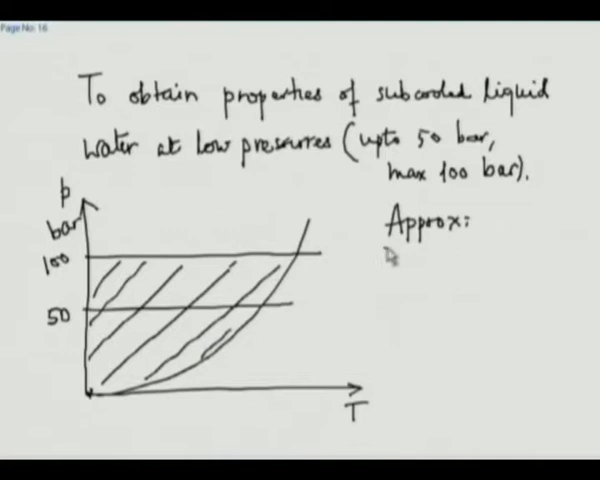 Page No: 16
To obtain properties of subcooled liquid
water at low pressures (upto 50 bar,
max 100 bar).
p
bar
100
50
T
Approx: